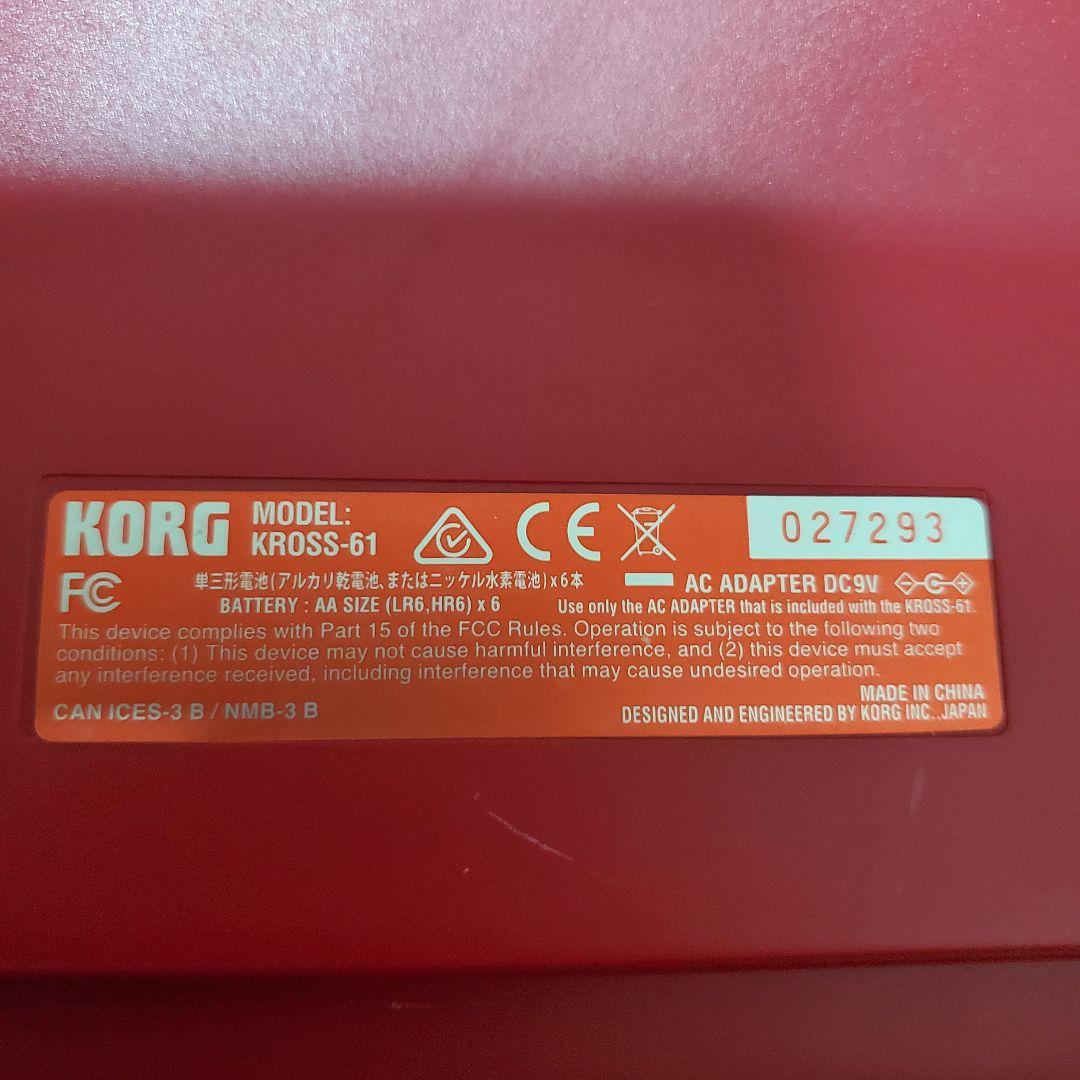 KORG
MODEL:
KROSS-61
CE
027293
FC
単三形電池(アルカリ乾電池、またはニッケル水素電池) x 6本
BATTERY : AA SIZE (LR6,HR6) x 6
AC ADAPTER DC9V
Use only the AC ADAPTER that is included with the KROSS-61.
This device complies with Part 15 of the FCC Rules. Operation is subject to the following two
conditions: (1) This device may not cause harmful interference, and (2) this device must accept
any interference received, including interference that may cause undesired operation.
CAN ICES-3 B / NMB-3 B
MADE IN CHINA
DESIGNED AND ENGINEERED BY KORG INC., JAPAN